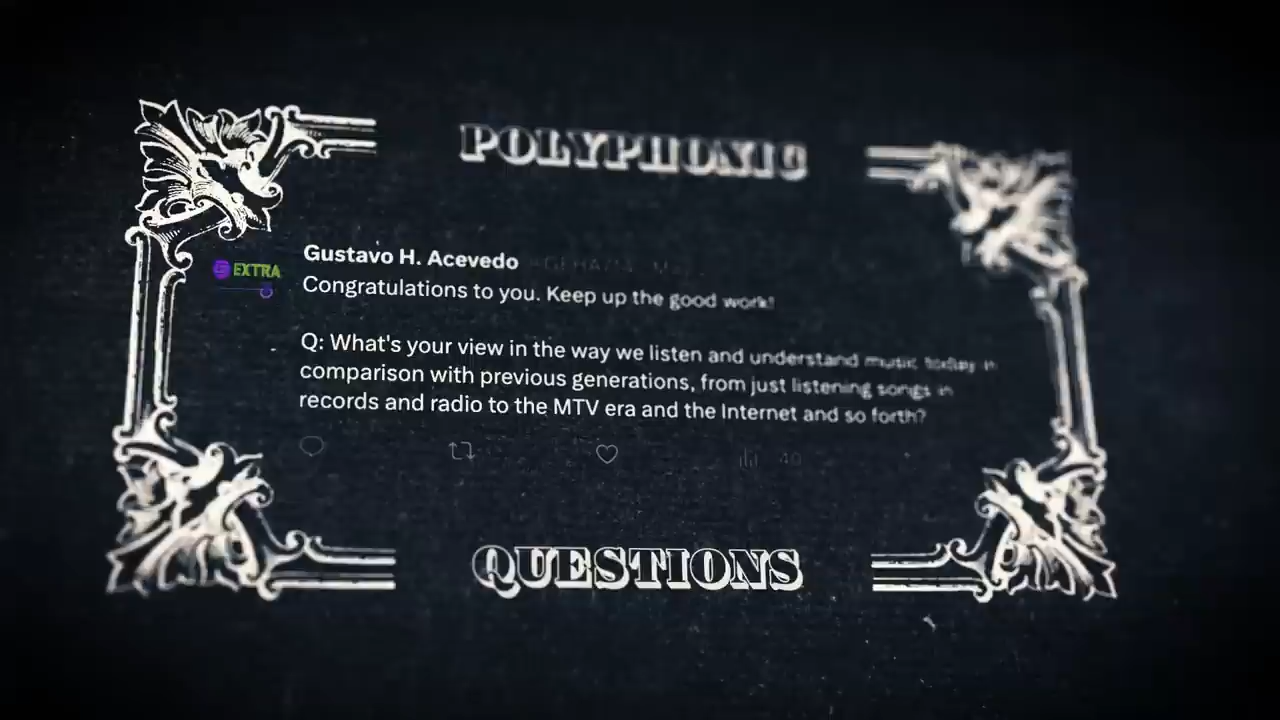 POLYPHONIC
EXTRA
Gustavo H. Acevedo
Congratulations to you. Keep up the good work!
Q: What's your view in the way we listen and understand music today in
comparison with previous generations, from just listening songs in
records and radio to the MTV era and the Internet and so forth?
40
QUESTIONS